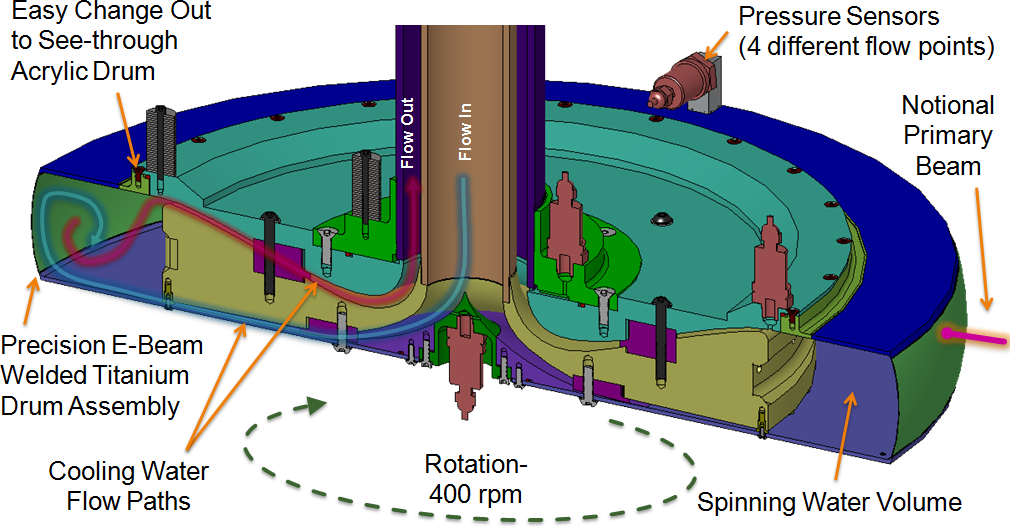 Easy Change Out
to See-through
Acrylic Drum
Pressure Sensors
(4 different flow points)
Notional
Primary
Beam
Flow Out
Flow In
Precision E-Beam
Welded Titanium
Drum Assembly
Cooling Water
Flow Paths
Rotation-
400 rpm
Spinning Water Volume